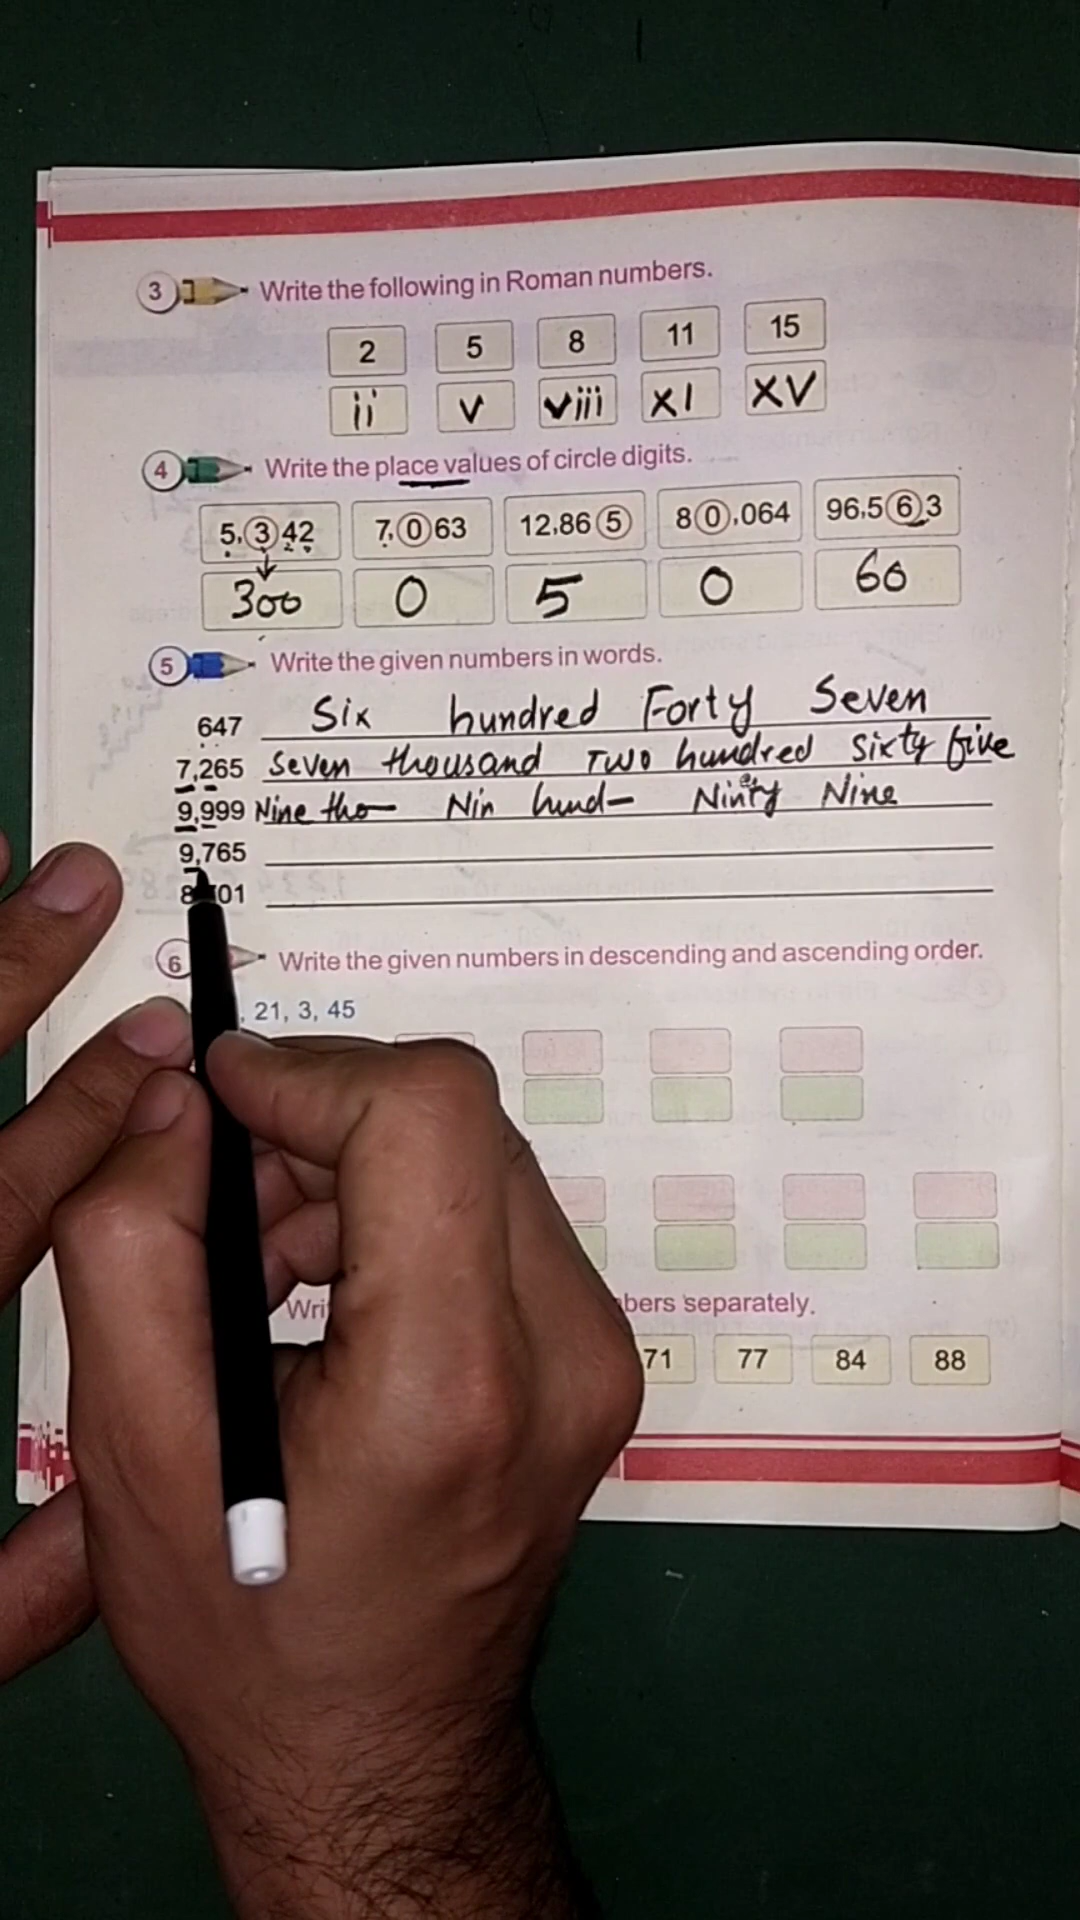 3 Write the following in Roman numbers.
2 5 8 11 15
ii V viii XI XV
4 Write the place values of circle digits.
5,342 7,063 12,865 80,064 96,563
300 0 5 0 60
5 Write the given numbers in words.
647 Six hundred Forty Seven
7,265 Seven thousand Two hundred Sixty five
9,999 Nine tho Nin hund Ninety Nine
9,765
8 01
6 Write the given numbers in descending and ascending order.
, 21, 3, 45
Wri bers separately.
71 77 84 88